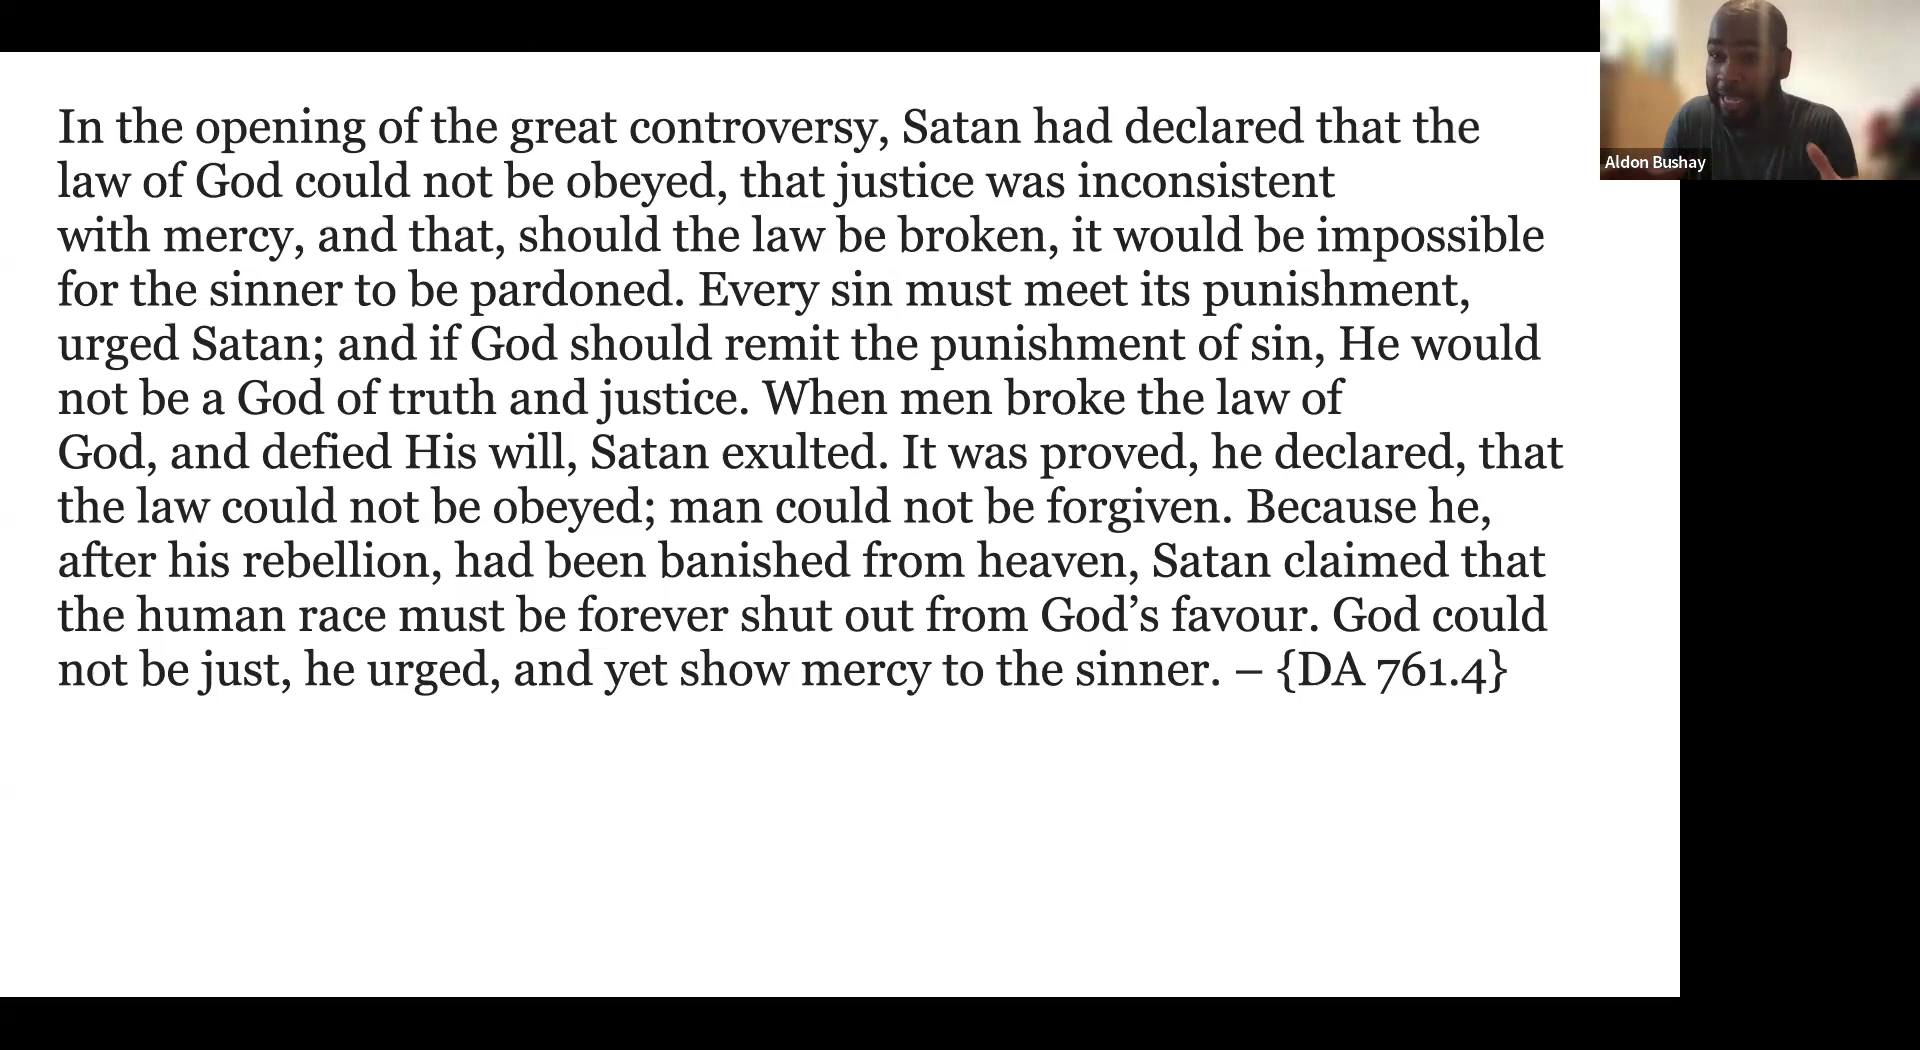 In the opening of the great controversy, Satan had declared that the
law of God could not be obeyed, that justice was inconsistent
with mercy, and that, should the law be broken, it would be impossible
for the sinner to be pardoned. Every sin must meet its punishment,
urged Satan; and if God should remit the punishment of sin, He would
not be a God of truth and justice. When men broke the law of
God, and defied His will, Satan exulted. It was proved, he declared, that
the law could not be obeyed; man could not be forgiven. Because he,
after his rebellion, had been banished from heaven, Satan claimed that
the human race must be forever shut out from God’s favour. God could
not be just, he urged, and yet show mercy to the sinner. – {DA 761.4}
Aldon Bushay